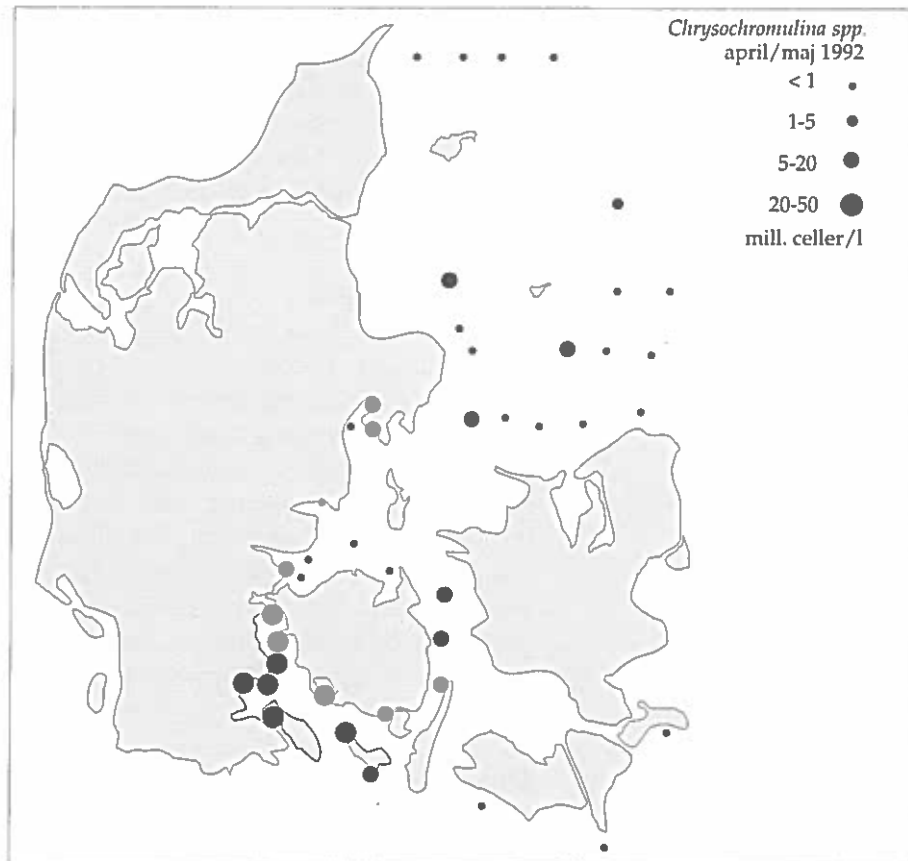 Chrysochromulina spp.
april/maj 1992
< 1
1-5
5-20
20-50
mill. celler/l